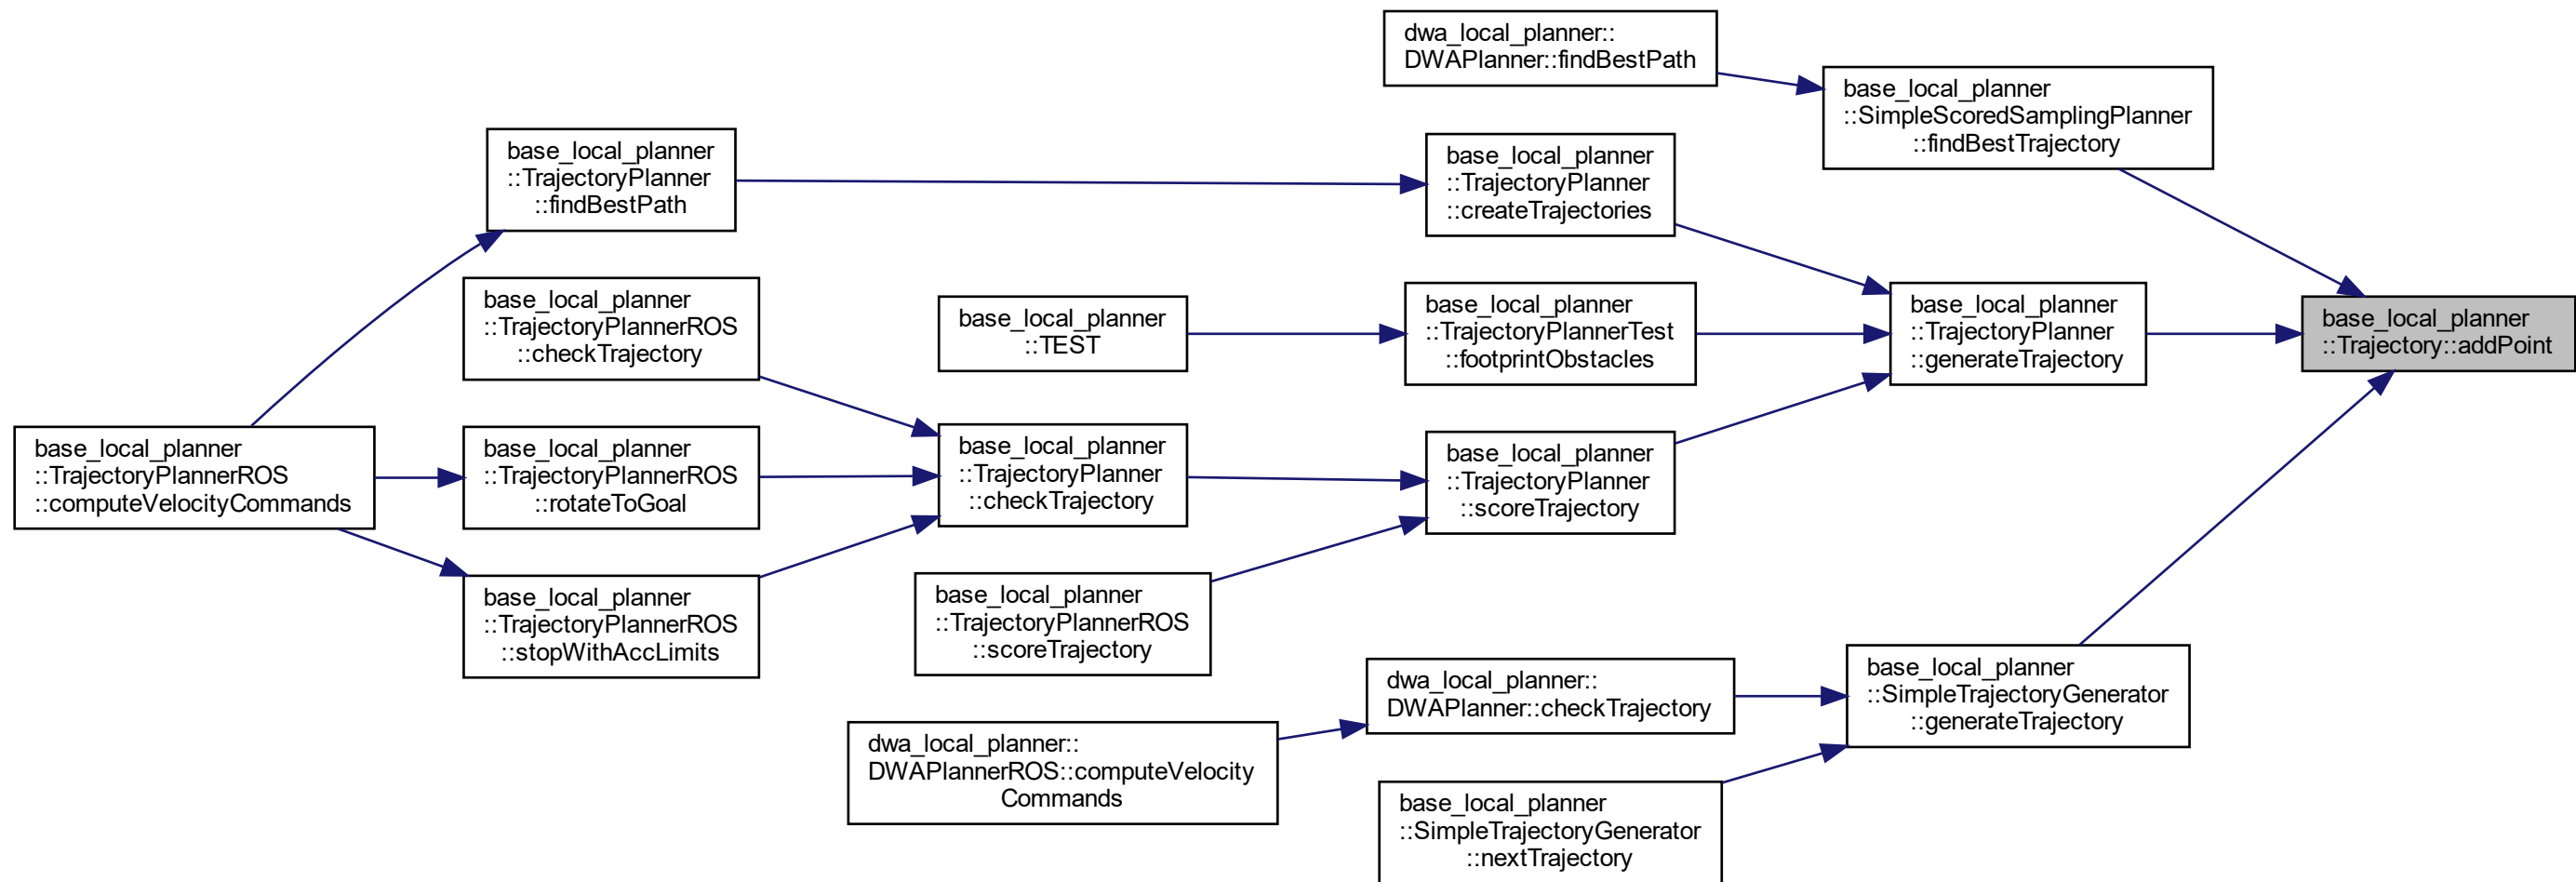 dwa_local_planner::
DWAPlanner::findBestPath
base_local_planner
::SimpleScoredSamplingPlanner
::findBestTrajectory
base_local_planner
::TrajectoryPlanner
::findBestPath
base_local_planner
::TrajectoryPlanner
::createTrajectories
base_local_planner
::TrajectoryPlannerROS
::checkTrajectory
base_local_planner
::TEST
base_local_planner
::TrajectoryPlannerTest
::footprintObstacles
base_local_planner
::TrajectoryPlanner
::generateTrajectory
base_local_planner
::Trajectory::addPoint
base_local_planner
::TrajectoryPlannerROS
::computeVelocityCommands
base_local_planner
::TrajectoryPlannerROS
::rotateToGoal
base_local_planner
::TrajectoryPlanner
::checkTrajectory
base_local_planner
::TrajectoryPlanner
::scoreTrajectory
base_local_planner
::TrajectoryPlannerROS
::stopWithAccLimits
base_local_planner
::TrajectoryPlannerROS
::scoreTrajectory
dwa_local_planner::
DWAPlanner::checkTrajectory
base_local_planner
::SimpleTrajectoryGenerator
::generateTrajectory
dwa_local_planner::
DWAPlannerROS::computeVelocity
Commands
base_local_planner
::SimpleTrajectoryGenerator
::nextTrajectory